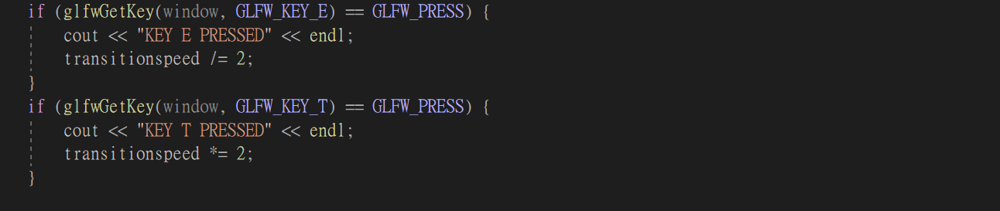 if (glfwGetKey(window, GLFW_KEY_E) == GLFW_PRESS) {
cout << "KEY E PRESSED" << endl;
transitionspeed /= 2;
}
if (glfwGetKey(window, GLFW_KEY_T) == GLFW_PRESS) {
cout << "KEY T PRESSED" << endl;
transitionspeed *= 2;
}